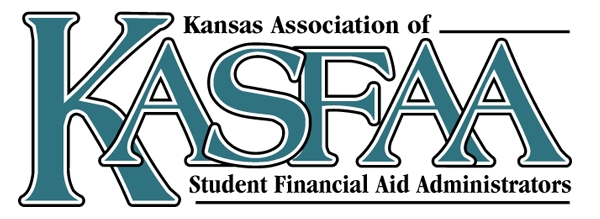 Kansas Association of
KASFAA
Student Financial Aid Administrators